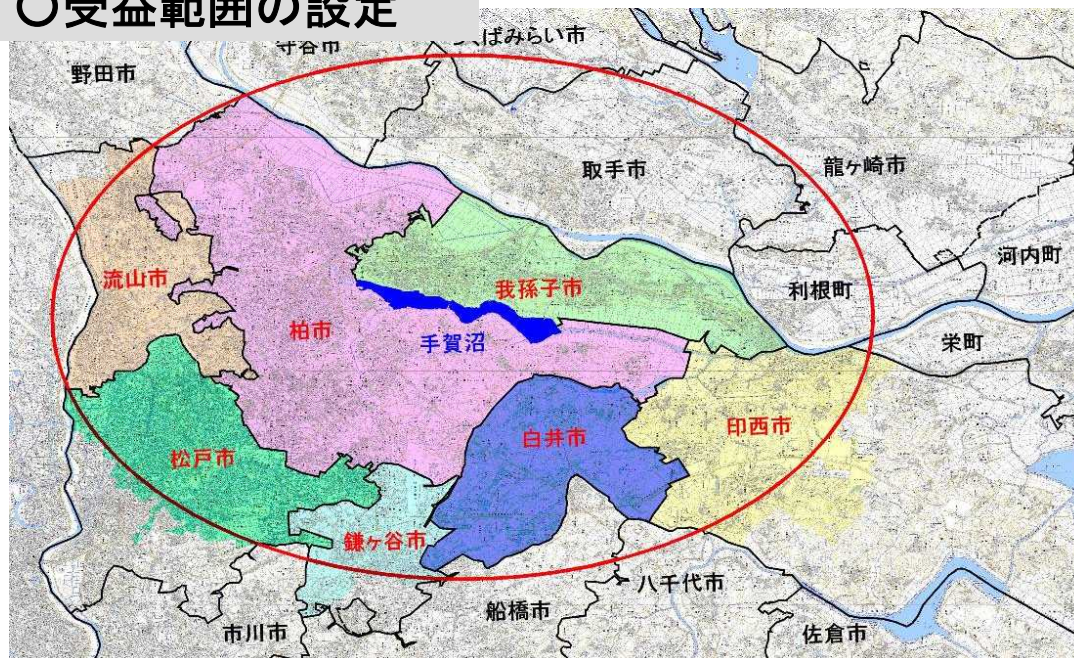 〇受益範囲の設定
守谷市
くばみらい市
野田市
取手市
龍ヶ崎市
河内町
流山市
我孫子市
利根町
柏市
手賀沼
栄町
印西市
白井市
松戸市
鎌ヶ谷市
八千代市
船橋市
市川市
佐倉市